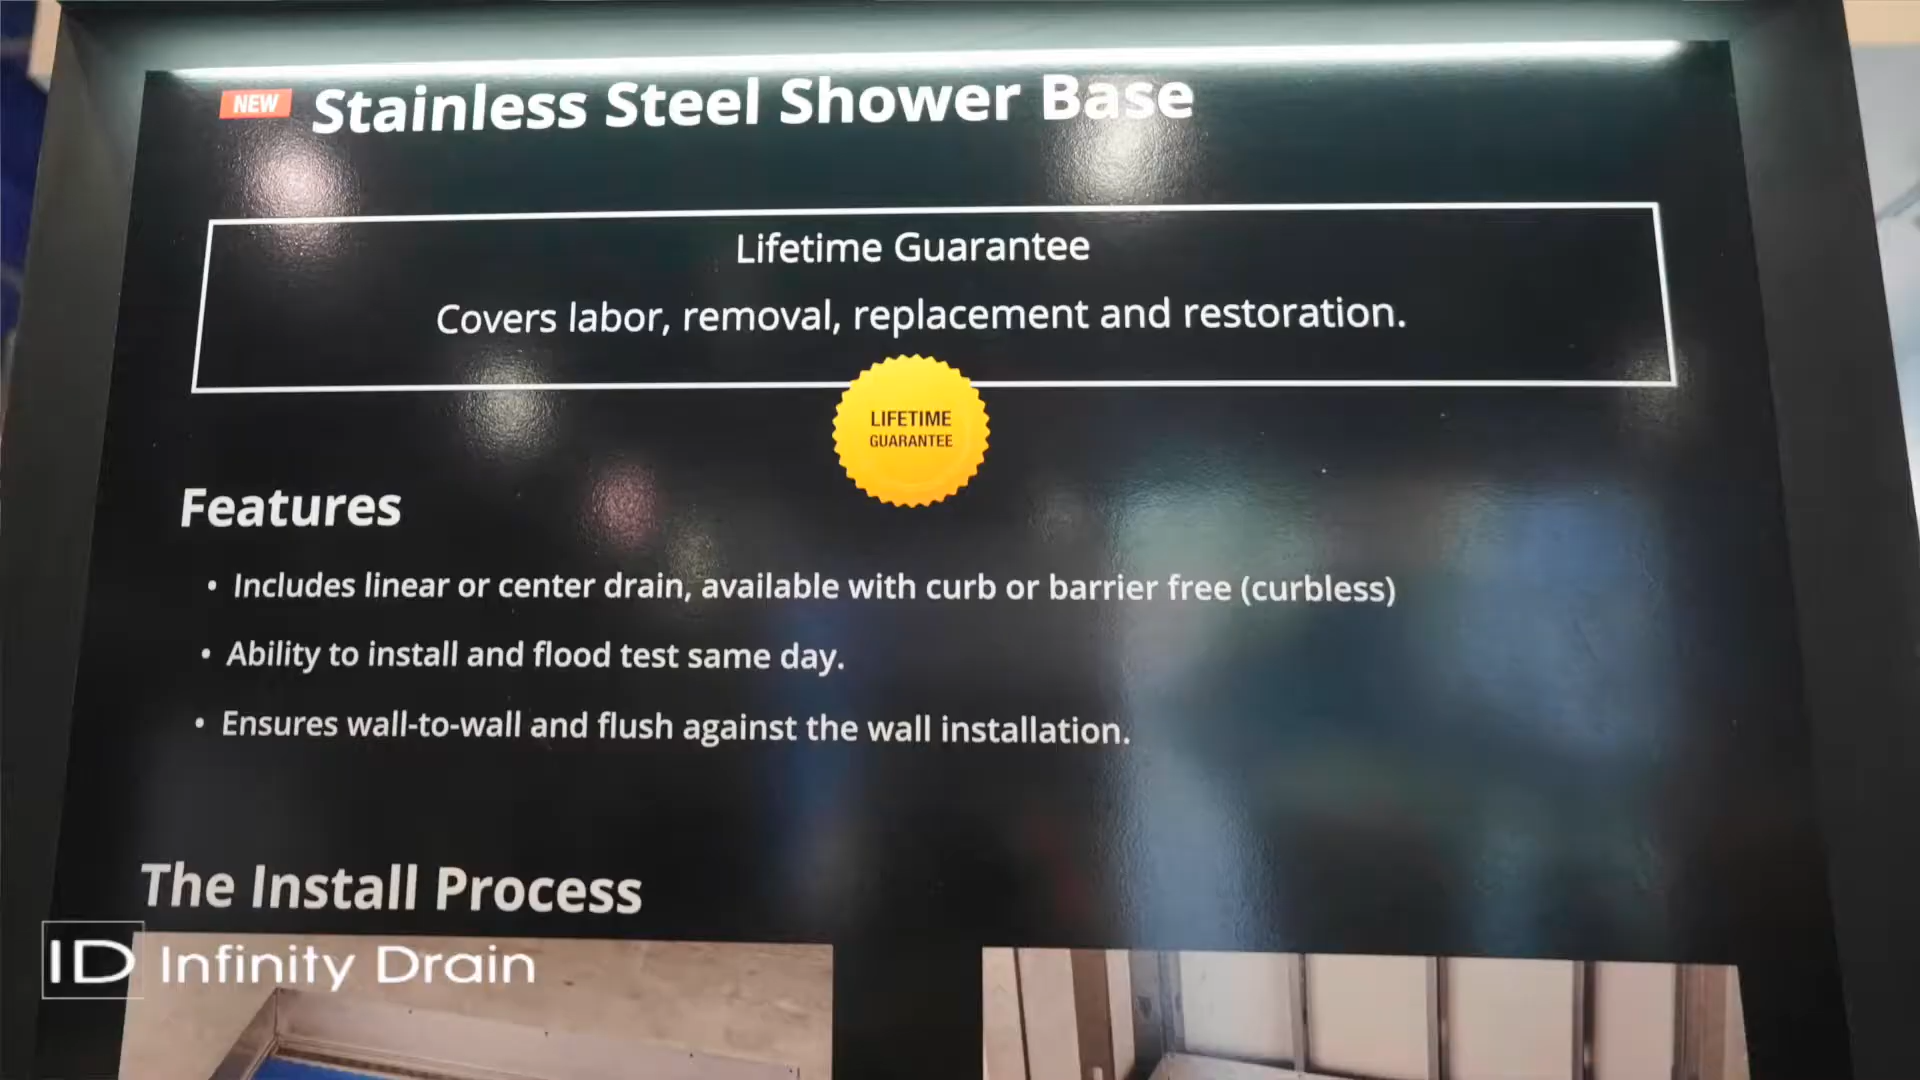 NEW Stainless Steel Shower Base
Lifetime Guarantee
Covers labor, removal, replacement and restoration.
LIFETIME
GUARANTEE
Features
• Includes linear or center drain, available with curb or barrier free (curbless)
• Ability to install and flood test same day.
• Ensures wall-to-wall and flush against the wall installation.
The Install Process
ID Infinity Drain